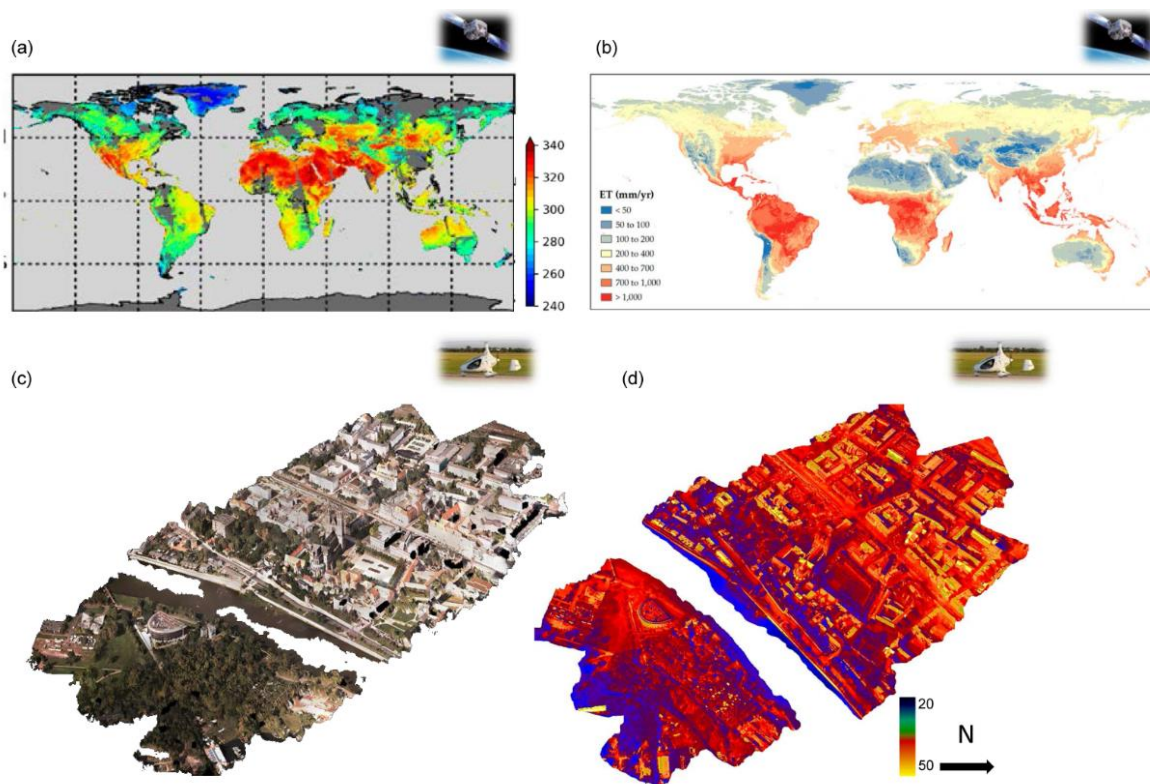 (a)
(b)
340
320
300
280
260
240
ET (mm/yr)
< 50
50 to 100
100 to 200
200 to 400
400 to 700
700 to 1,000
> 1,000
(c)
(d)
20
50
N